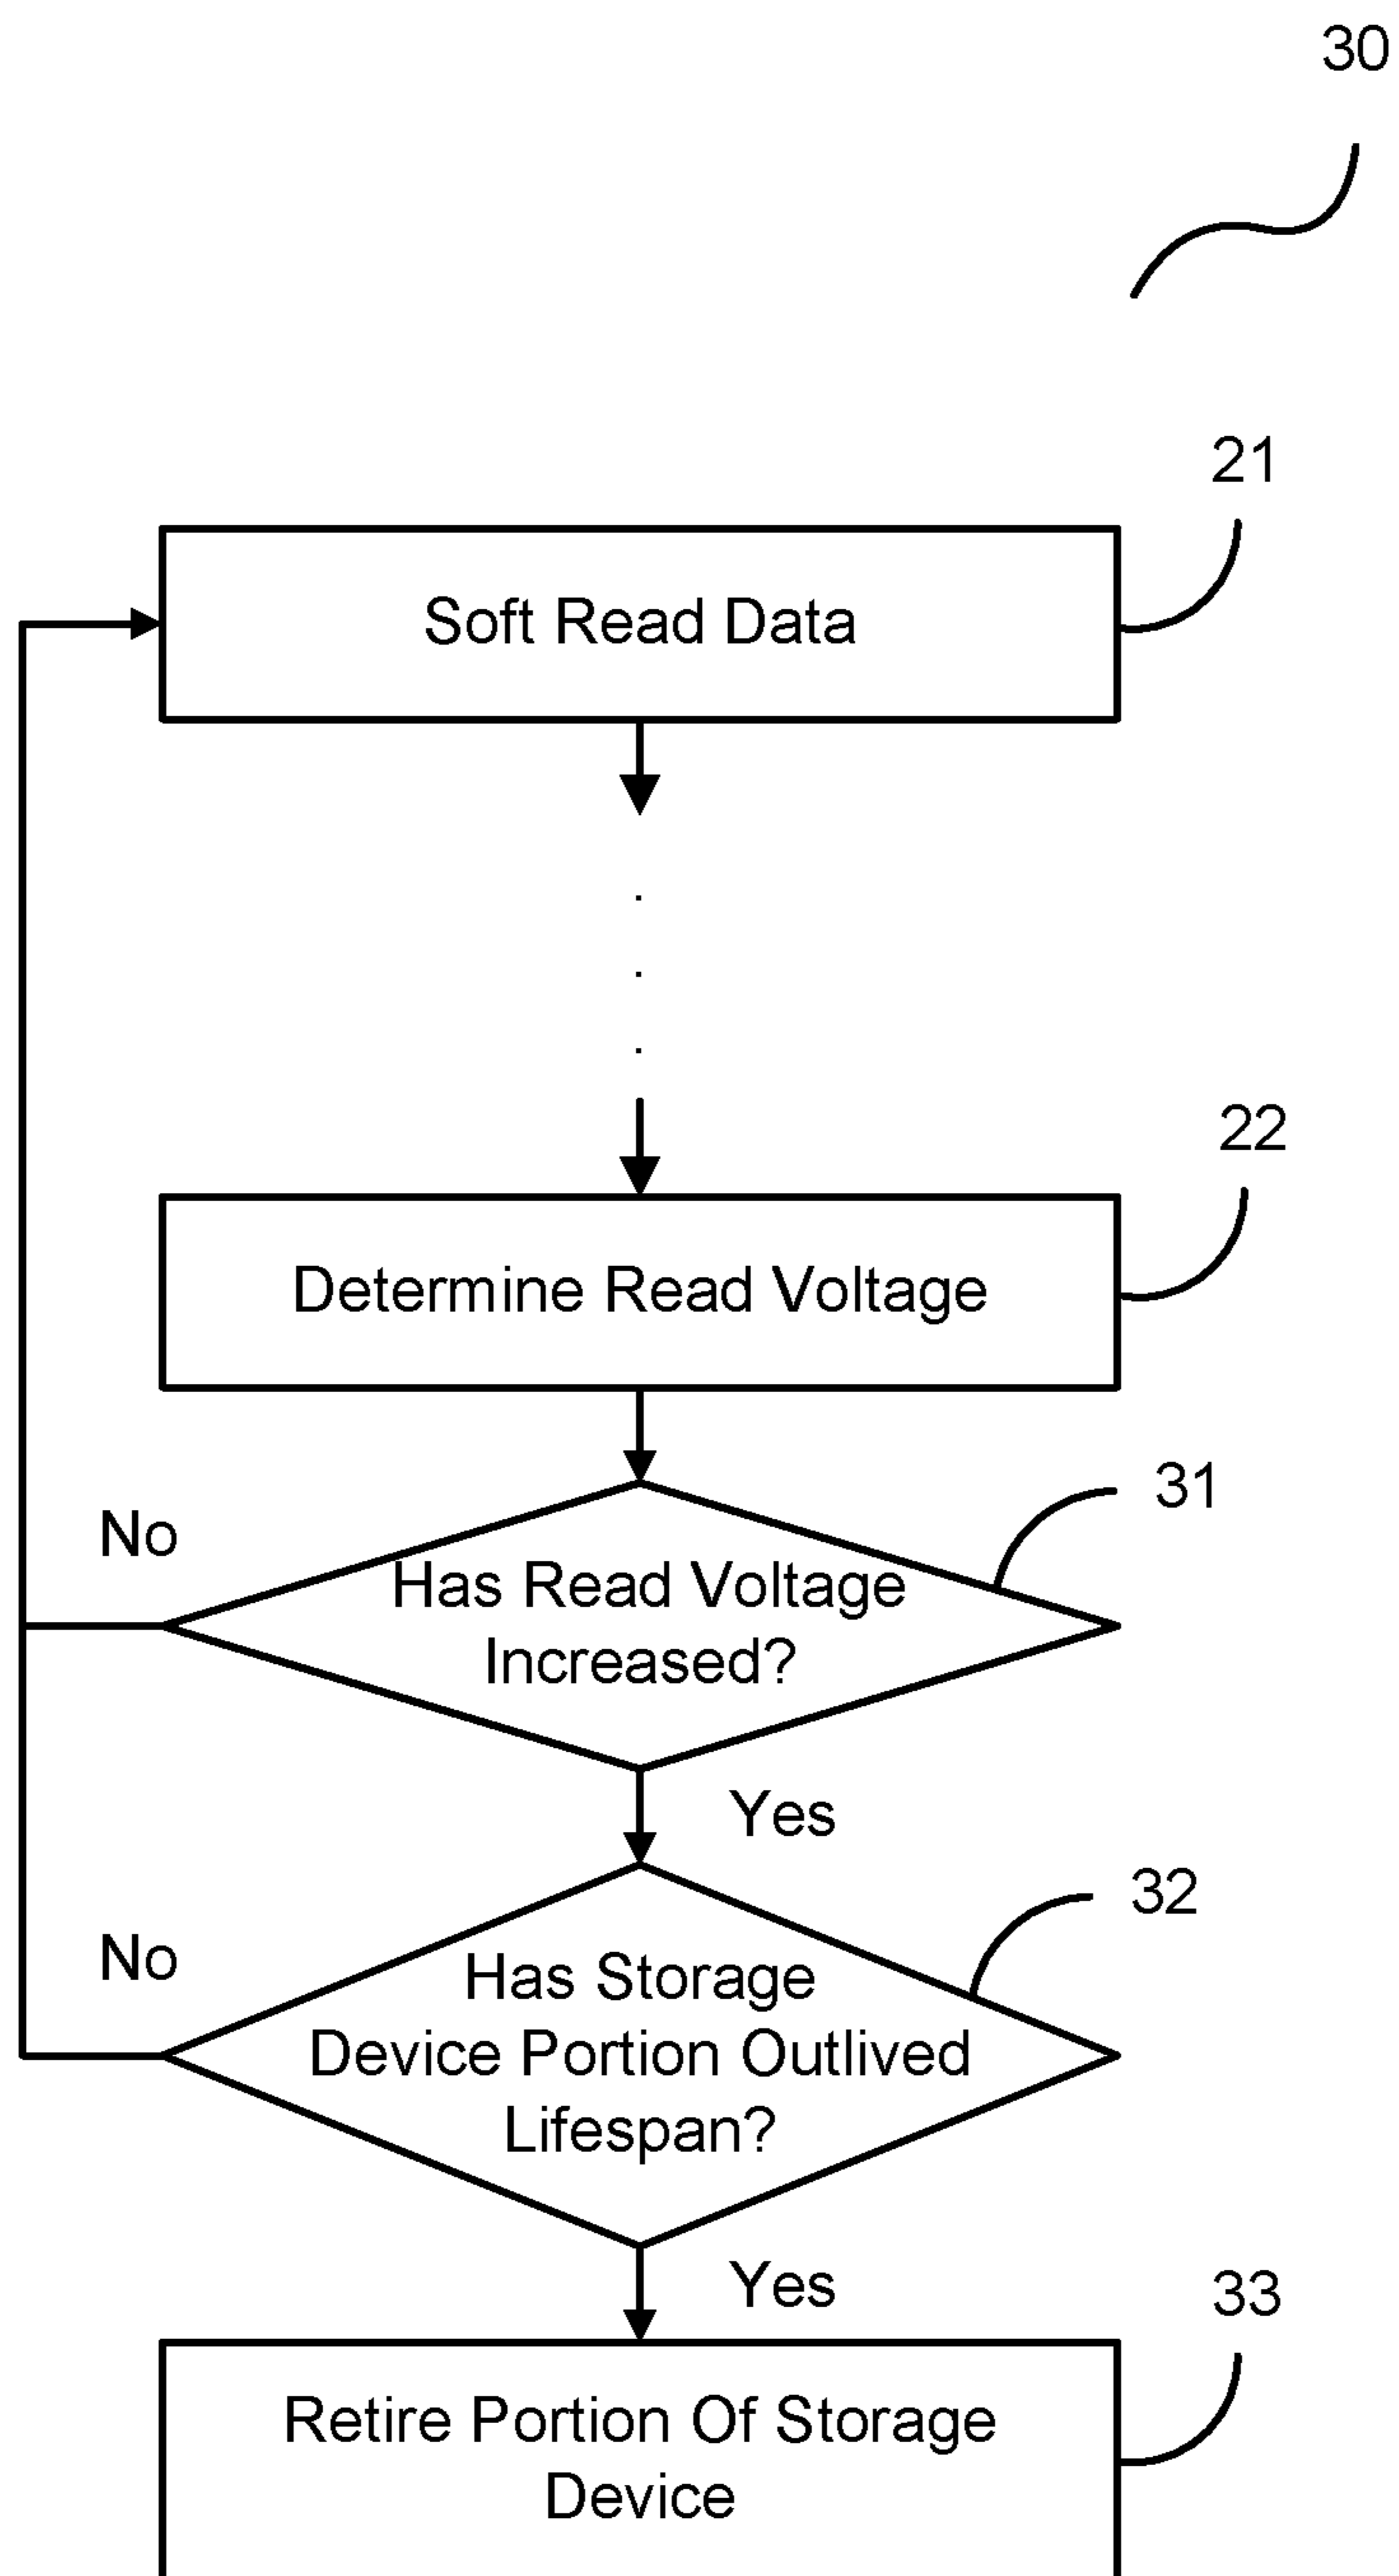 30
21
Soft Read Data
.
.
.
22
Determine Read Voltage
31
No
Has Read Voltage
Increased?
Yes
32
No
Has Storage
Device Portion Outlived
Lifespan?
Yes
33
Retire Portion Of Storage
Device